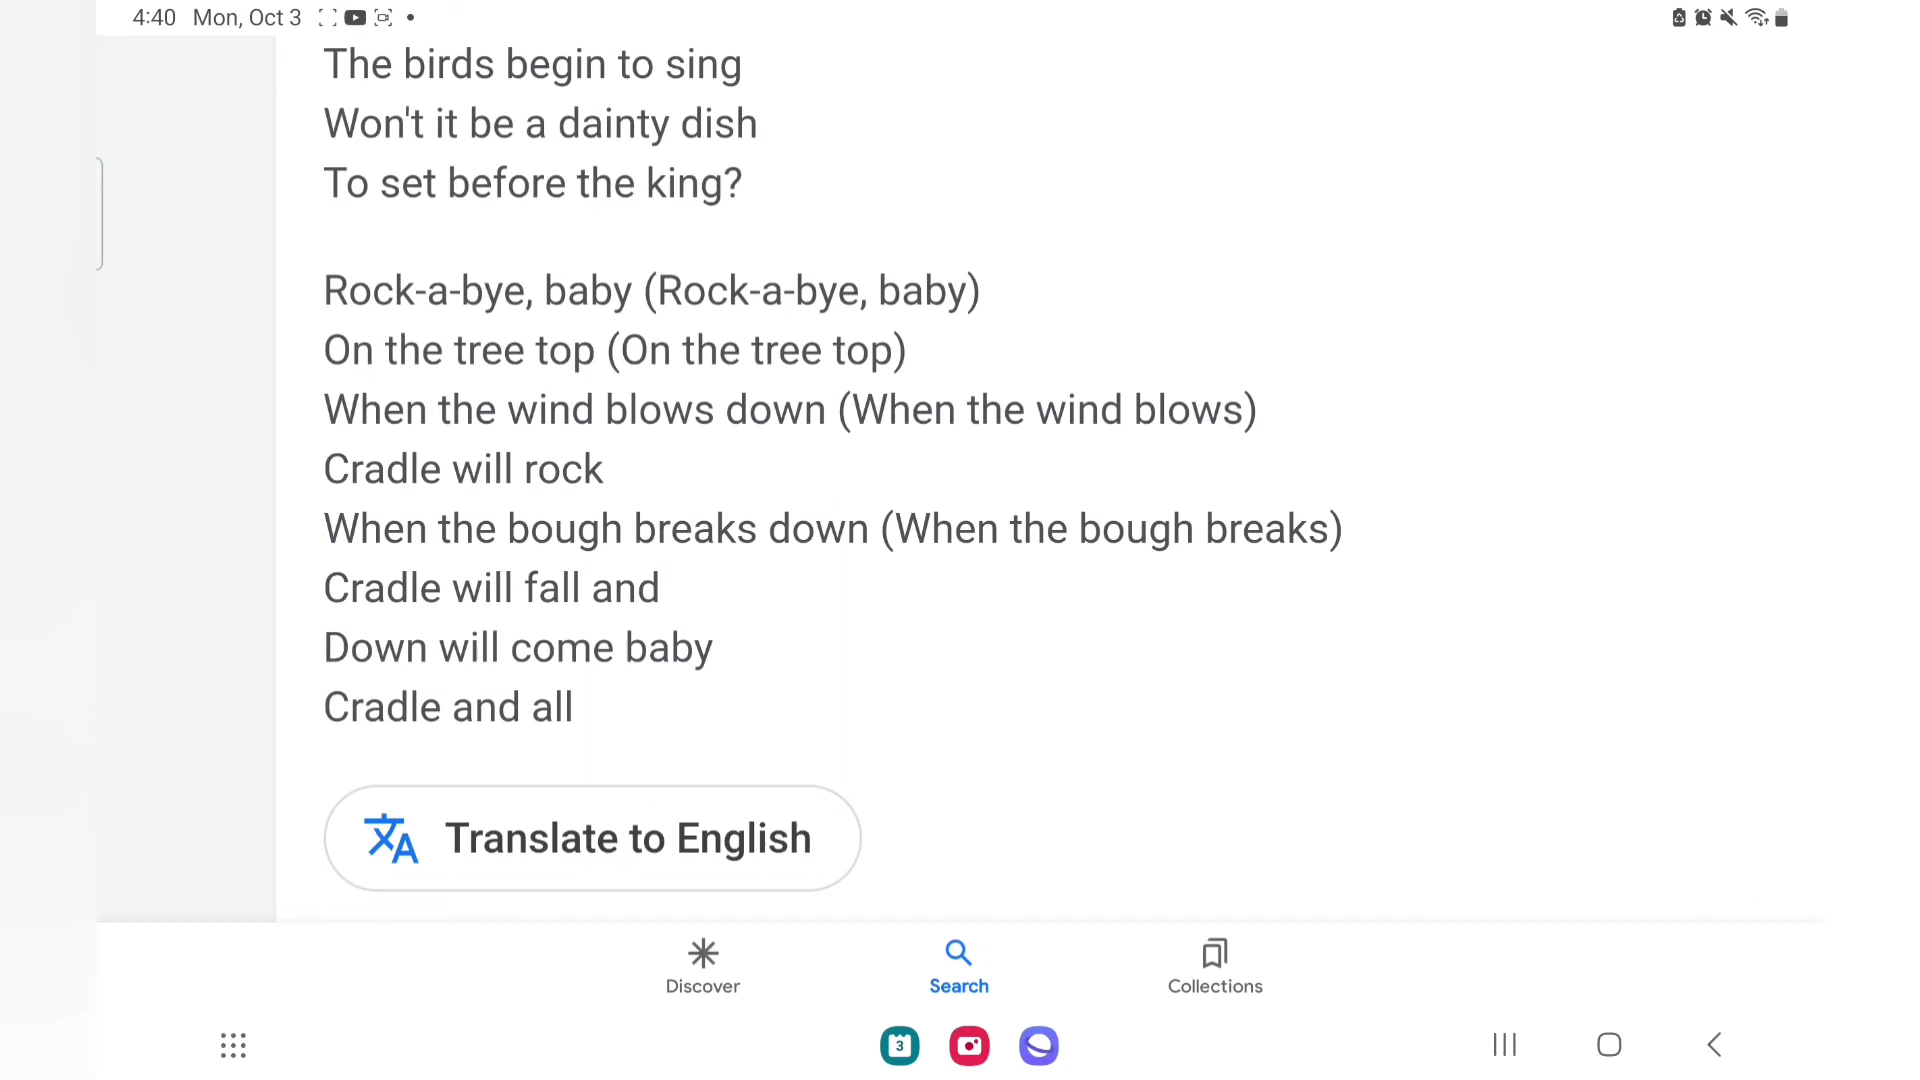 4:40 Mon, Oct 3
The birds begin to sing
Won't it be a dainty dish
To set before the king?
Rock-a-bye, baby (Rock-a-bye, baby)
On the tree top (On the tree top)
When the wind blows down (When the wind blows)
Cradle will rock
When the bough breaks down (When the bough breaks)
Cradle will fall and
Down will come baby
Cradle and all
Translate to English
Discover
Search
Collections
3